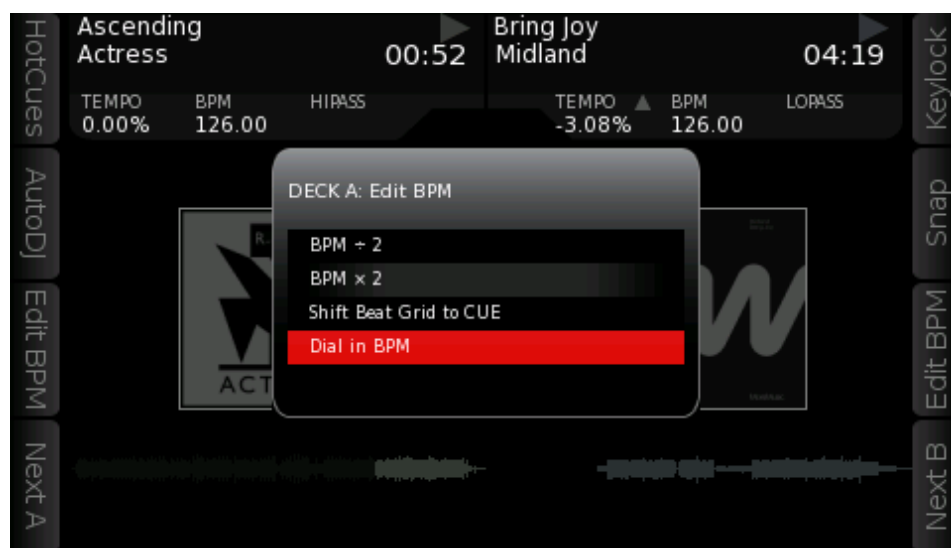 HotCues
AutoDJ
Edit BPM
Next A
Ascending
Actress
00:52
TEMPO BPM HIPASS
0.00% 126.00
Bring Joy
Midland
04:19
TEMPO BPM LOPASS
-3.08% 126.00
DECK A: Edit BPM
BPM ÷ 2
BPM × 2
Shift Beat Grid to CUE
Dial in BPM
ACT
Keylock
Snap
Edit BPM
Next B